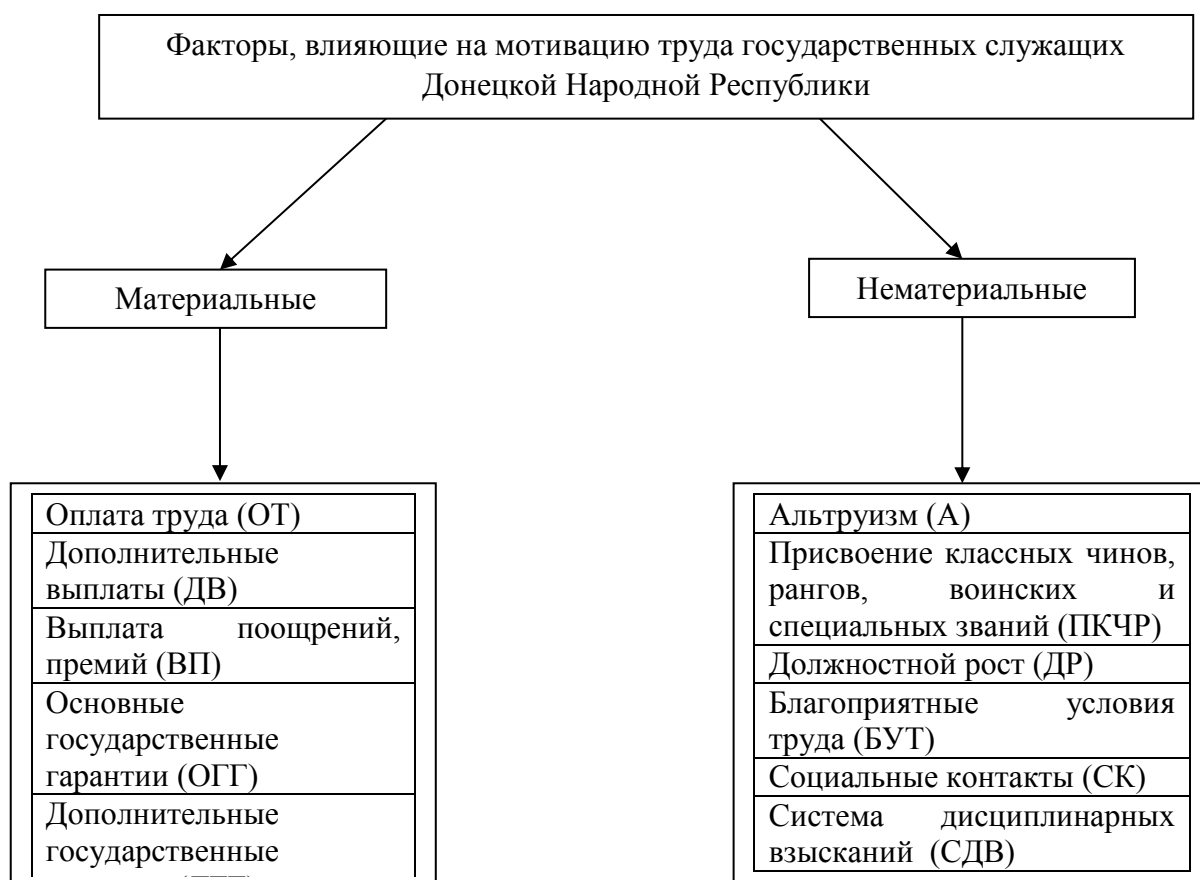 Факторы, влияющие на мотивацию труда государственных служащих
Донецкой Народной Республики
Материальные
Нематериальные
Оплата труда (ОТ)
Дополнительные
выплаты (ДВ)
Выплата поощрений,
премий (ВП)
Основные
государственные
гарантии (ОГГ)
Дополнительные
государственные
Альтруизм (А)
Присвоение классных чинов,
рангов, воинских и
специальных званий (ПКЧР)
Должностной рост (ДР)
Благоприятные условия
труда (БУТ)
Социальные контакты (СК)
Система дисциплинарных
взысканий (СДВ)